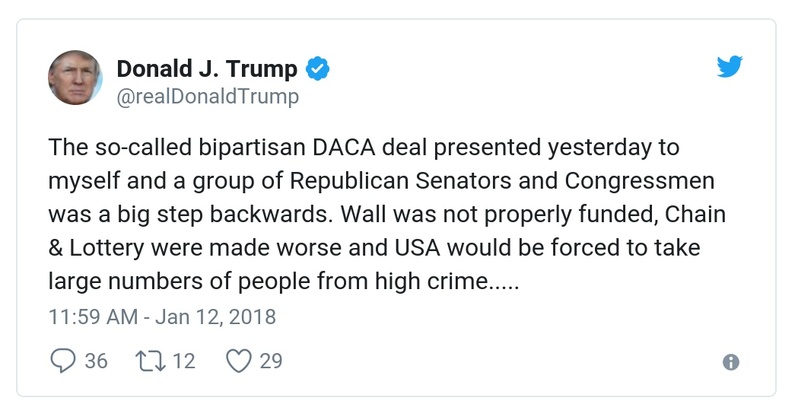 Donald J. Trump
@realDonaldTrump
The so-called bipartisan DACA deal presented yesterday to
myself and a group of Republican Senators and Congressmen
was a big step backwards. Wall was not properly funded, Chain
& Lottery were made worse and USA would be forced to take
large numbers of people from high crime.....
11:59 AM - Jan 12, 2018
36 12 29